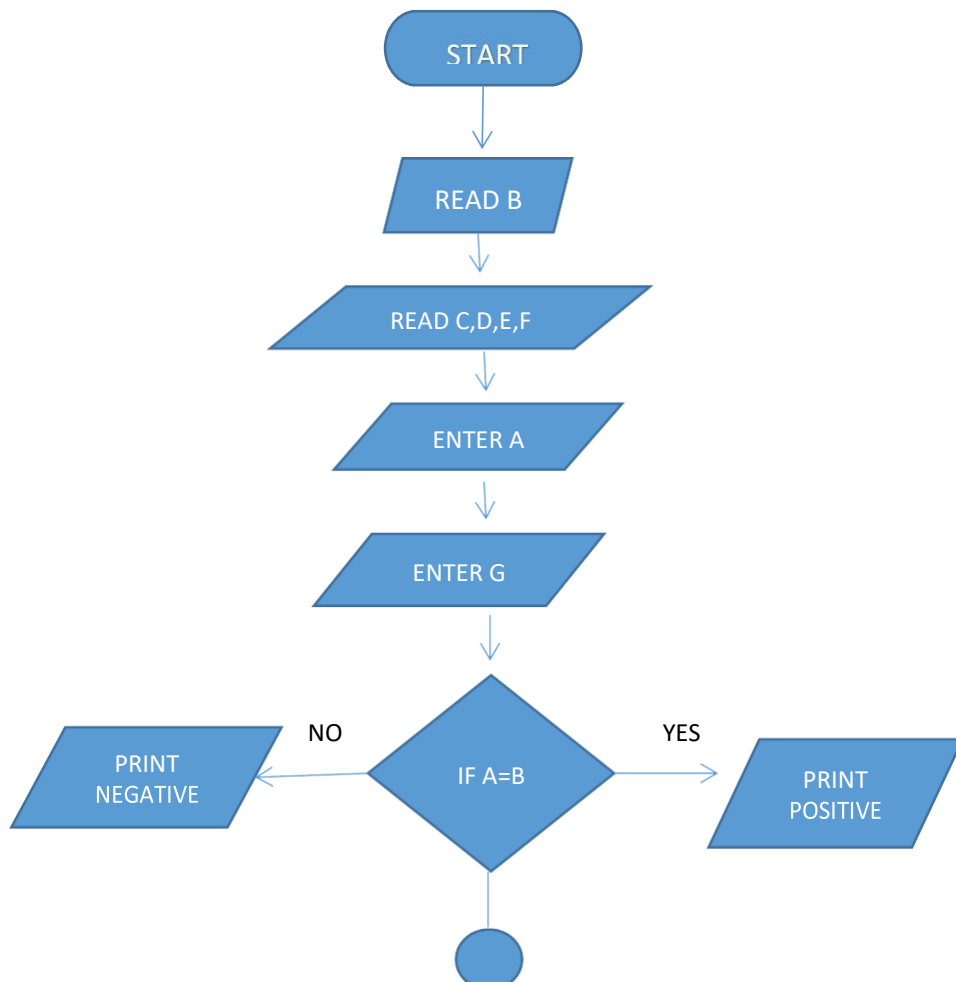 START
READ B
READ C,D,E,F
ENTER A
ENTER G
NO
YES
PRINT
NEGATIVE
IF A=B
PRINT
POSITIVE